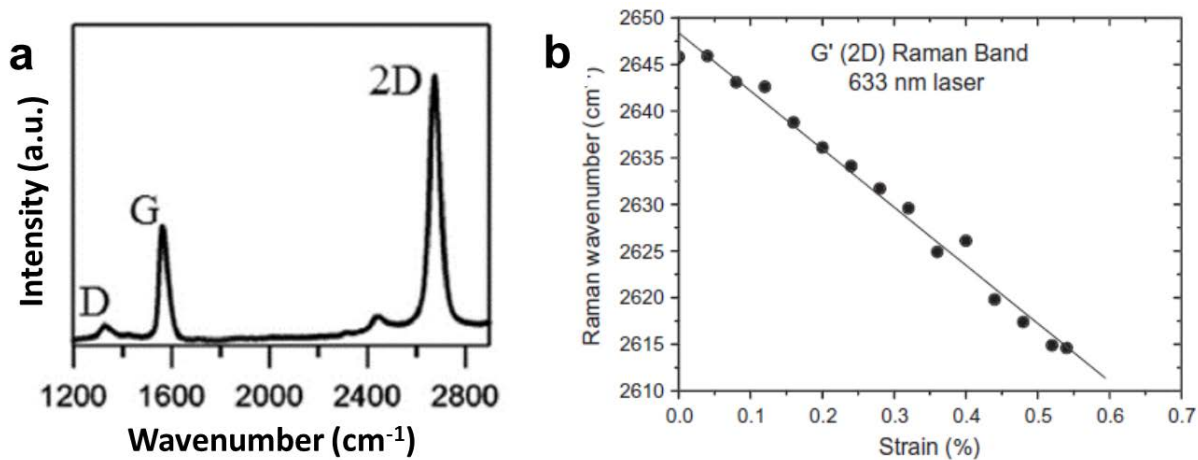 a
Intensity (a.u.)
D
G
2D
1200 1600 2000 2400 2800
Wavenumber (cm⁻¹)
b
G' (2D) Raman Band
633 nm laser
Raman wavenumber (cm⁻¹)
2650
2645
2640
2635
2630
2625
2620
2615
2610
0.0 0.1 0.2 0.3 0.4 0.5 0.6 0.7
Strain (%)